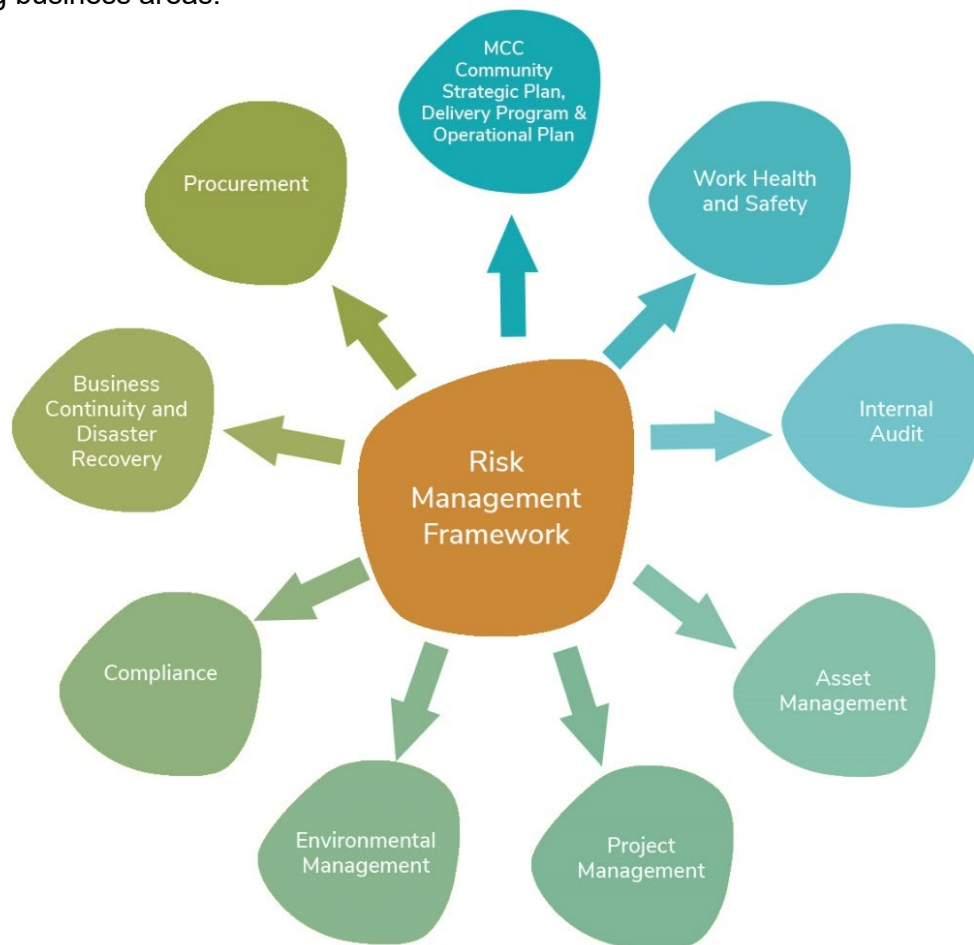 g business areas:
MCC
Community
Strategic Plan,
Delivery Program &
Operational Plan
Work Health
and Safety
Internal
Audit
Asset
Management
Project
Management
Environmental
Management
Compliance
Business
Continuity and
Disaster
Recovery
Procurement
Risk
Management
Framework